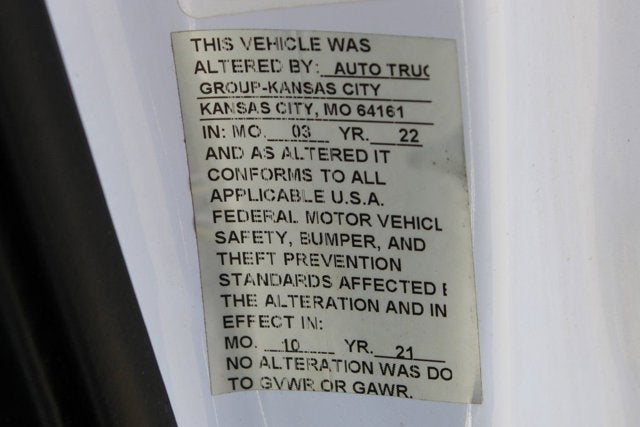 THIS VEHICLE WAS
ALTERED BY: AUTO TRUC
GROUP-KANSAS CITY
KANSAS CITY, MO 64161
IN: MO. 03 YR. 22
AND AS ALTERED IT
CONFORMS TO ALL
APPLICABLE U.S.A.
FEDERAL MOTOR VEHICL
SAFETY, BUMPER, AND
THEFT PREVENTION
STANDARDS AFFECTED
THE ALTERATION AND IN
EFFECT IN:
MO. 10 YR. 21
NO ALTERATION WAS DO
TO GVWR OR GAWR.